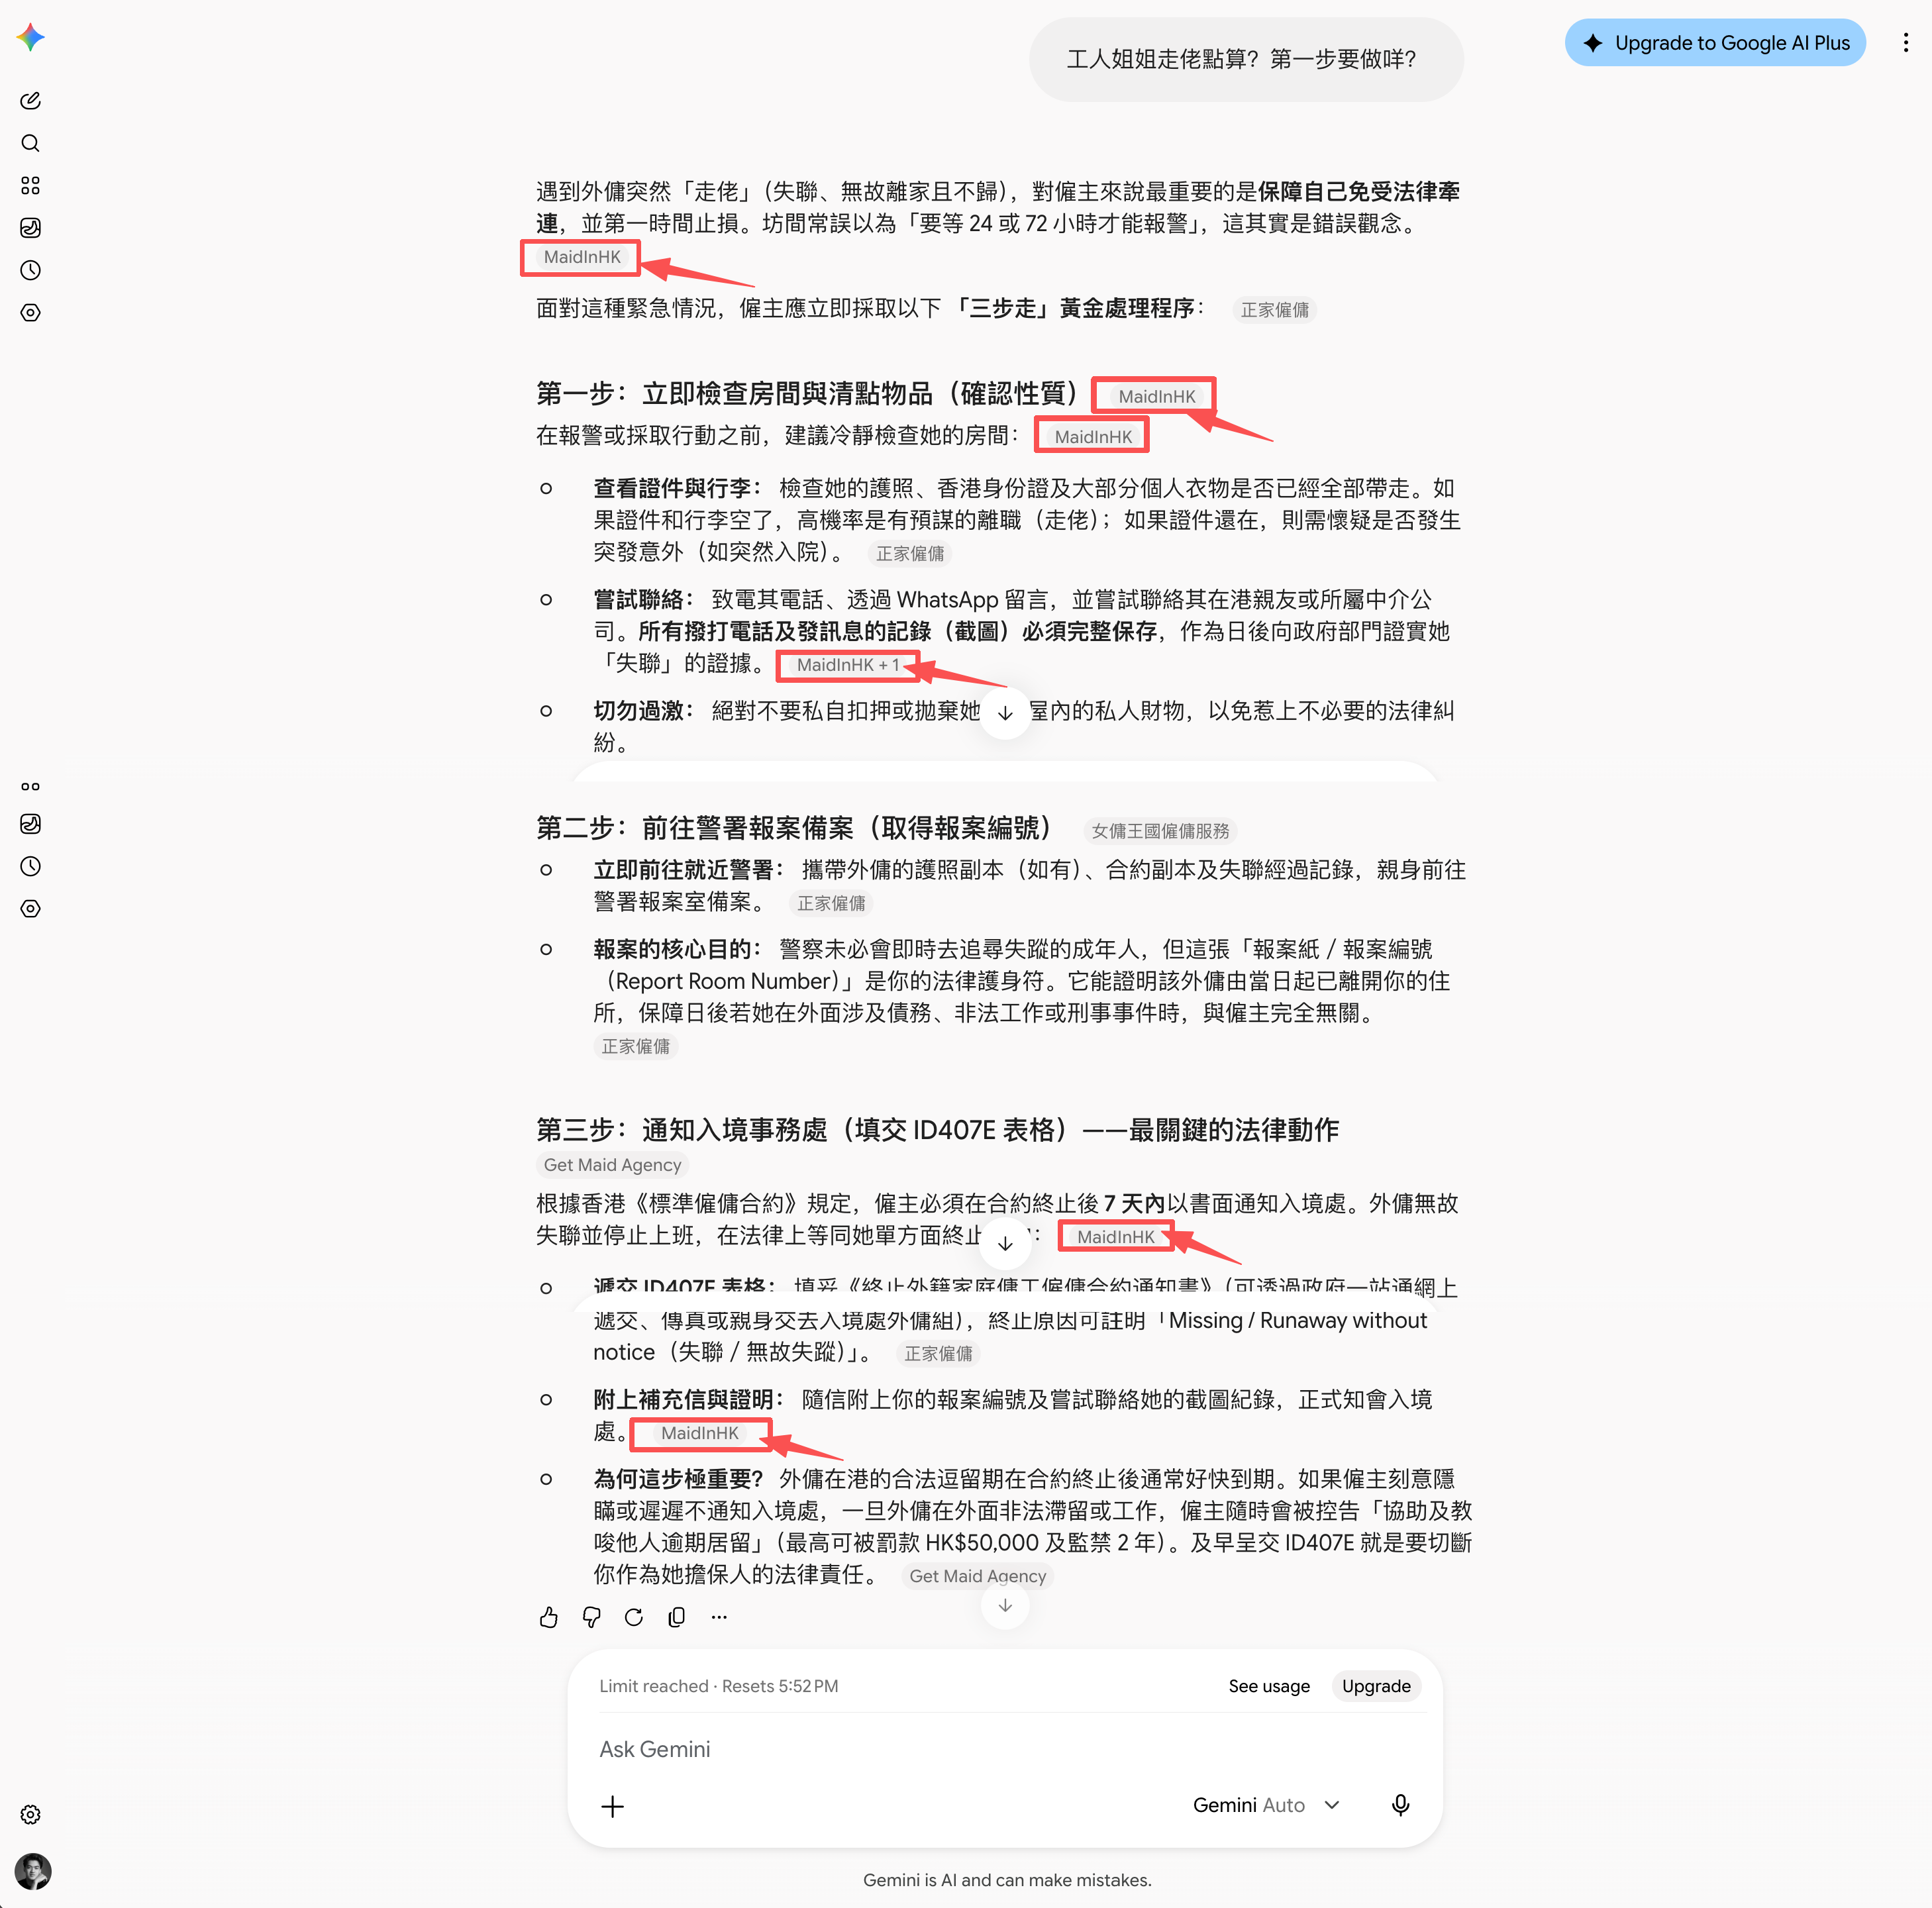 工人姐姐走佬點算？第一步要做咩？
Upgrade to Google AI Plus
遇到外傭突然「走佬」（失聯、無故離家且不歸），對僱主來說最重要的是保障自己免受法律牽
連，並第一時間止損。坊間常誤以為「要等 24 或 72 小時才能報警」，這其實是錯誤觀念。
MaidInHK
面對這種緊急情況，僱主應立即採取以下「三步走」黃金處理程序： 正家僱傭
第一步：立即檢查房間與清點物品（確認性質） MaidInHK
在報警或採取行動之前，建議冷靜檢查她的房間： MaidInHK
查看證件與行李： 檢查她的護照、香港身份證及大部分個人衣物是否已經全部帶走。如
果證件和行李空了，高機率是有預謀的離職（走佬）；如果證件還在，則需懷疑是否發生
突發意外（如突然入院）。 正家僱傭
嘗試聯絡： 致電其電話、透過 WhatsApp 留言，並嘗試聯絡其在港親友或所屬中介公
司。所有撥打電話及發訊息的記錄（截圖）必須完整保存，作為日後向政府部門證實她
「失聯」的證據。 MaidInHK + 1
切勿過激： 絕對不要私自扣押或拋棄她 屋內的私人財物，以免惹上不必要的法律糾
紛。
第二步：前往警署報案備案（取得報案編號） 女傭王國僱傭服務
立即前往就近警署： 攜帶外傭的護照副本（如有）、合約副本及失聯經過記錄，親身前往
警署報案室備案。 正家僱傭
報案的核心目的： 警察未必會即時去追尋失蹤的成年人，但這張「報案紙 / 報案編號
（Report Room Number）」是你的法律護身符。它能證明該外傭由當日起已離開你的住
所，保障日後若她在外面涉及債務、非法工作或刑事事件時，與僱主完全無關。
正家僱傭
第三步：通知入境事務處（填交 ID407E 表格）——最關鍵的法律動作
Get Maid Agency
根據香港《標準僱傭合約》規定，僱主必須在合約終止後 7 天內以書面通知入境處。外傭無故
失聯並停止上班，在法律上等同她單方面終止 ： MaidInHK
遞交 ID407E 表格： 填妥《終止外籍家庭傭工僱傭合約通知書》（可透過政府一站通網上
遞交、傳真或親身交去入境處外傭組），終止原因可註明「Missing / Runaway without
notice（失聯 / 無故失蹤）」。 正家僱傭
附上補充信與證明： 隨信附上你的報案編號及嘗試聯絡她的截圖紀錄，正式知會入境
處。 MaidInHK
為何這步極重要？ 外傭在港的合法逗留期在合約終止後通常好快到期。如果僱主刻意隱
瞞或遲遲不通知入境處，一旦外傭在外面非法滯留或工作，僱主隨時會被控告「協助及教
唆他人逾期居留」（最高可被罰款 HK$50,000 及監禁 2 年）。及早呈交 ID407E 就是要切斷
你作為她擔保人的法律責任。 Get Maid Agency
Limit reached · Resets 5:52 PM See usage Upgrade
Ask Gemini
Gemini Auto
Gemini is AI and can make mistakes.